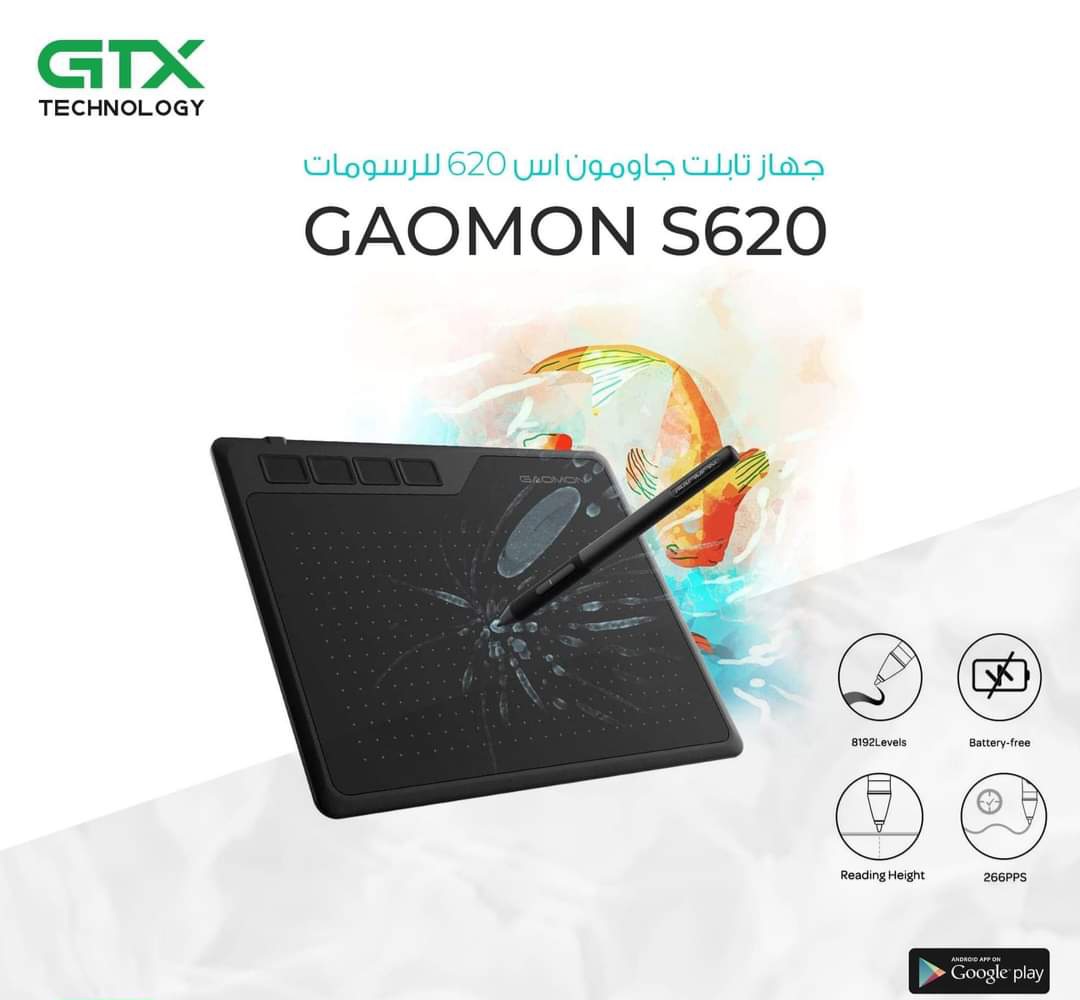 GTX
TECHNOLOGY
جهاز تابلت جاومون اس 620 للرسومات
GAOMON S620
GAOMON
8192Levels
Battery-free
Reading Height
266PPS
ANDROID APP ON
Google play